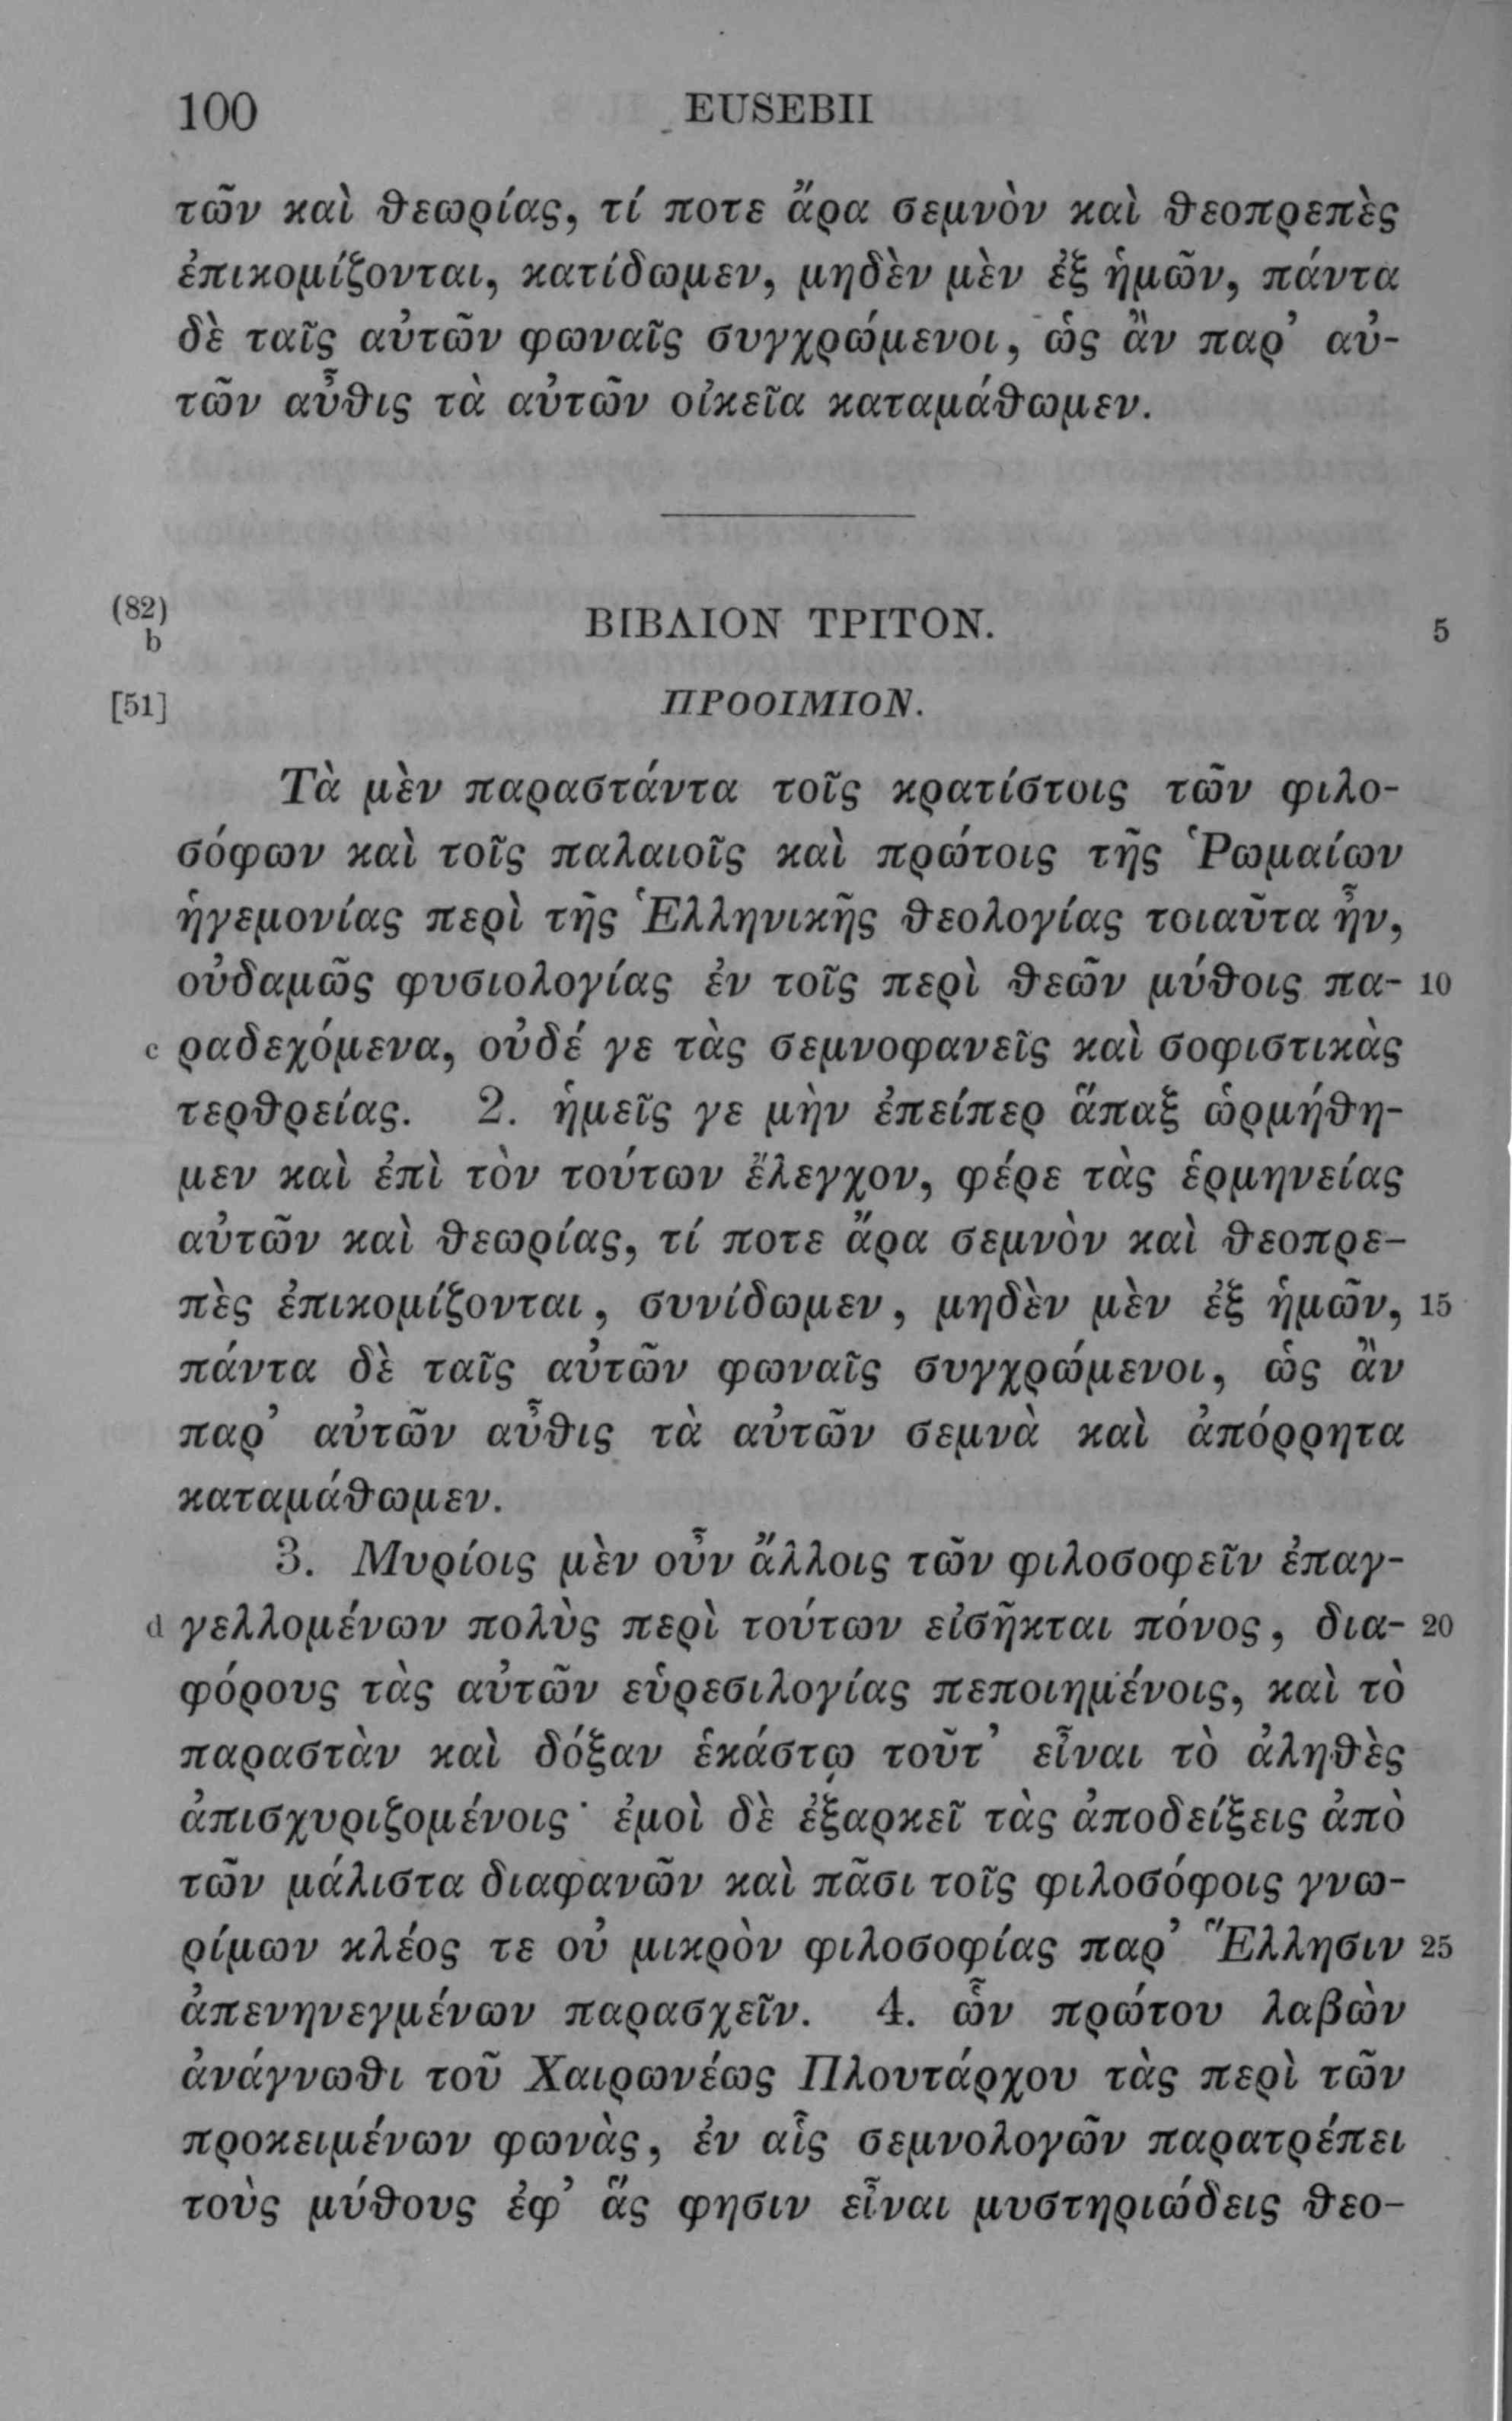 100 EUSEBII
τῶν καὶ θεωρίας, τί ποτε ἄρα σεμνὸν καὶ θεοπρεπὲς
ἐπικομίζονται, κατίδωμεν, μηδὲν μὲν ἐξ ἡμῶν, πάντα
δὲ ταῖς αὐτῶν φωναῖς συγχρώμενοι, ὡς ἂν παρ’ αὐ-
τῶν αὖθις τὰ αὐτῶν οἰκεῖα καταμάθωμεν.
(82)
b ΒΙΒΛΙΟΝ ΤΡΙΤΟΝ. 5
[51] ΠΡΟΟΙΜΙΟΝ.
Τὰ μὲν παραστάντα τοῖς κρατίστοις τῶν φιλο-
σόφων καὶ τοῖς παλαιοῖς καὶ πρώτοις τῆς Ῥωμαίων
ἡγεμονίας περὶ τῆς Ἑλληνικῆς θεολογίας τοιαῦτα ἦν,
οὐδαμῶς φυσιολογίας ἐν τοῖς περὶ θεῶν μύθοις πα- 10
c ραδεχόμενα, οὐδέ γε τὰς σεμνοφανεῖς καὶ σοφιστικὰς
τερθρείας. 2. ἡμεῖς γε μὴν ἐπείπερ ἅπαξ ὡρμήθη-
μεν καὶ ἐπὶ τὸν τούτων ἔλεγχον, φέρε τὰς ἑρμηνείας
αὐτῶν καὶ θεωρίας, τί ποτε ἄρα σεμνὸν καὶ θεοπρε-
πὲς ἐπικομίζονται, συνίδωμεν, μηδὲν μὲν ἐξ ἡμῶν, 15
πάντα δὲ ταῖς αὐτῶν φωναῖς συγχρώμενοι, ὡς ἂν
παρ’ αὐτῶν αὖθις τὰ αὐτῶν σεμνὰ καὶ ἀπόρρητα
καταμάθωμεν.
3. Μυρίοις μὲν οὖν ἄλλοις τῶν φιλοσοφεῖν ἐπαγ-
d γελλομένων πολὺς περὶ τούτων εἰσῆκται πόνος, δια- 20
φόρους τὰς αὐτῶν εὑρεσιλογίας πεποιημένοις, καὶ τὸ
παραστὰν καὶ δόξαν ἑκάστῳ τοῦτ’ εἶναι τὸ ἀληθὲς
ἀπισχυριζομένοις· ἐμοὶ δὲ ἐξαρκεῖ τὰς ἀποδείξεις ἀπὸ
τῶν μάλιστα διαφανῶν καὶ πᾶσι τοῖς φιλοσόφοις γνω-
ρίμων κλέος τε οὐ μικρὸν φιλοσοφίας παρ’ Ἕλλησιν 25
ἀπενηνεγμένων παρασχεῖν. 4. ὧν πρώτου λαβὼν
ἀνάγνωθι τοῦ Χαιρωνέως Πλουτάρχου τὰς περὶ τῶν
προκειμένων φωνὰς, ἐν αἷς σεμνολογῶν παρατρέπει
τοὺς μύθους ἐφ’ ἅς φησιν εἶναι μυστηριώδεις θεο-